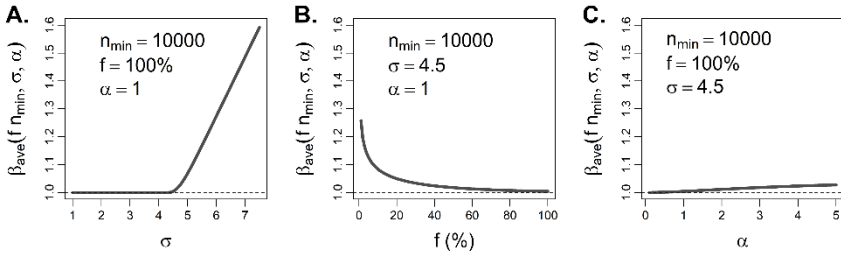 A.
n_min = 10000
f = 100%
α = 1
β_ave(f n_min, σ, α)
1.0 1.1 1.2 1.3 1.4 1.5 1.6
1 2 3 4 5 6 7
σ
B.
n_min = 10000
σ = 4.5
α = 1
β_ave(f n_min, σ, α)
1.0 1.1 1.2 1.3 1.4 1.5 1.6
0 20 40 60 80 100
f (%)
C.
n_min = 10000
f = 100%
σ = 4.5
β_ave(f n_min, σ, α)
1.0 1.1 1.2 1.3 1.4 1.5 1.6
0 1 2 3 4 5
α